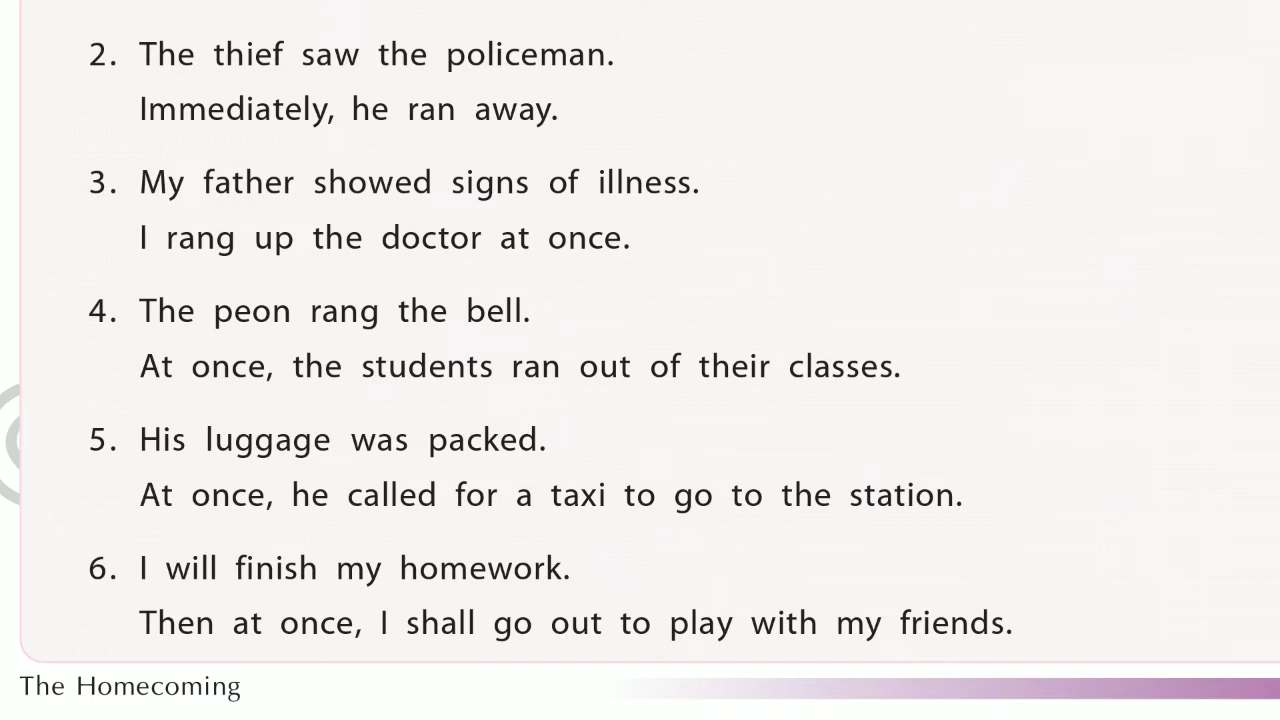 2. The thief saw the policeman.
Immediately, he ran away.
3. My father showed signs of illness.
I rang up the doctor at once.
4. The peon rang the bell.
At once, the students ran out of their classes.
5. His luggage was packed.
At once, he called for a taxi to go to the station.
6. I will finish my homework.
Then at once, I shall go out to play with my friends.
The Homecoming